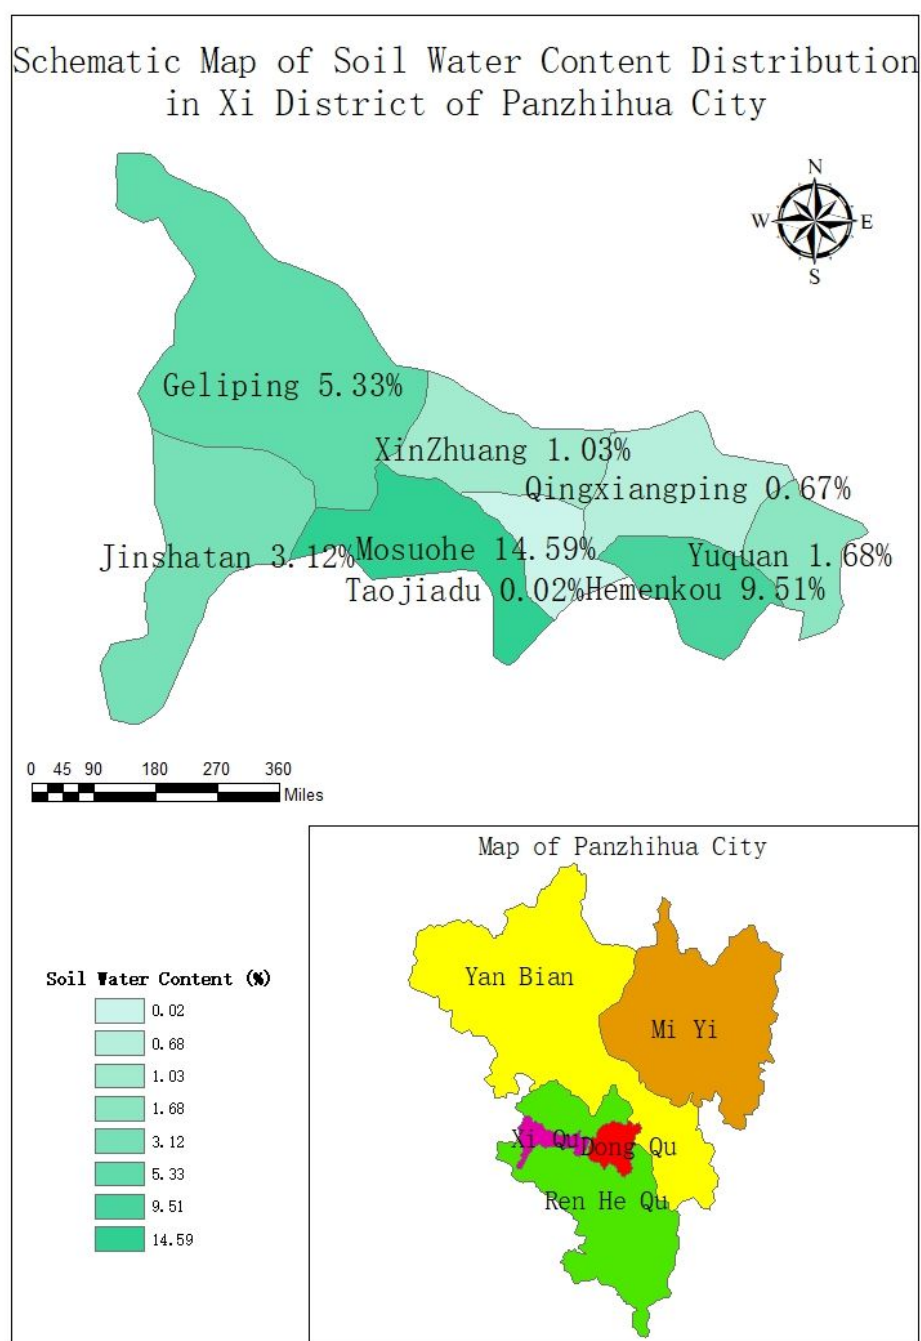 Schematic Map of Soil Water Content Distribution
in Xi District of Panzhihua City
N
W
E
S
Geliping 5.33%
XinZhuang 1.03%
Qingxiangping 0.67%
Jinshatan 3.12%
Mosuohe 14.59%
Yuquan 1.68%
Taojiadu 0.02%
Hemenkou 9.51%
0 45 90 180 270 360
Miles
Map of Panzhihua City
Yan Bian
Mi Yi
Xi Qu
Dong Qu
Ren He Qu
Soil Water Content (%)
0.02
0.68
1.03
1.68
3.12
5.33
9.51
14.59